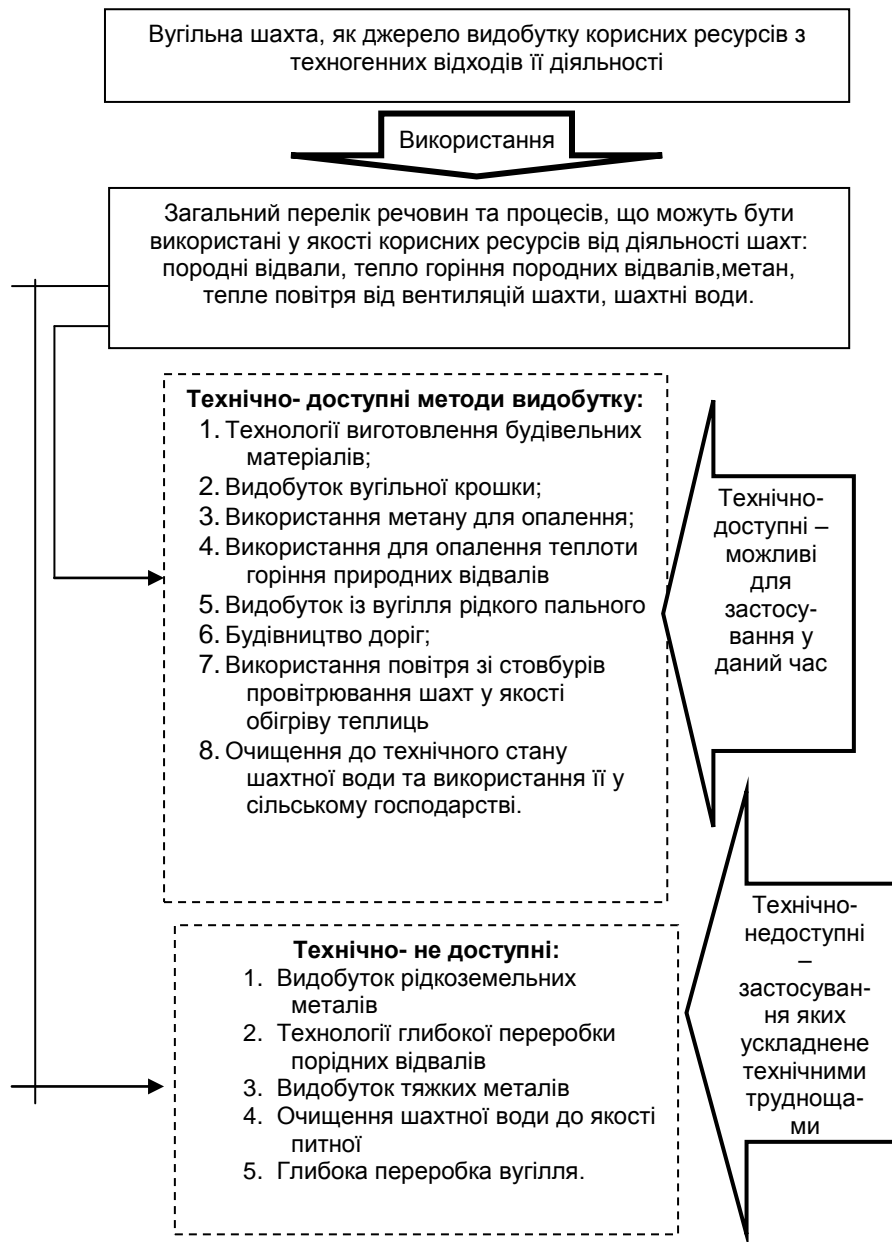 Вугільна шахта, як джерело видобутку корисних ресурсів з
техногенних відходів її діяльності
Використання
Загальний перелік речовин та процесів, що можуть бути
використані у якості корисних ресурсів від діяльності шахт:
породні відвали, тепло горіння породних відвалів,метан,
тепле повітря від вентиляцій шахти, шахтні води.
Технічно- доступні методи видобутку:
1. Технології виготовлення будівельних
матеріалів;
2. Видобуток вугільної крошки;
3. Використання метану для опалення;
4. Використання для опалення теплоти
горіння природних відвалів
5. Видобуток із вугілля рідкого пального
6. Будівництво доріг;
7. Використання повітря зі стовбурів
провітрювання шахт у якості
обігріву теплиць
8. Очищення до технічного стану
шахтної води та використання її у
сільському господарстві.
Технічно-
доступні –
можливі
для
застосу-
вання у
даний час
Технічно- не доступні:
1. Видобуток рідкоземельних
металів
2. Технології глибокої переробки
порідних відвалів
3. Видобуток тяжких металів
4. Очищення шахтної води до якості
питної
5. Глибока переробка вугілля.
Технічно-
недоступні
–
застосуван-
ня яких
ускладнене
технічними
труднoща-
ми